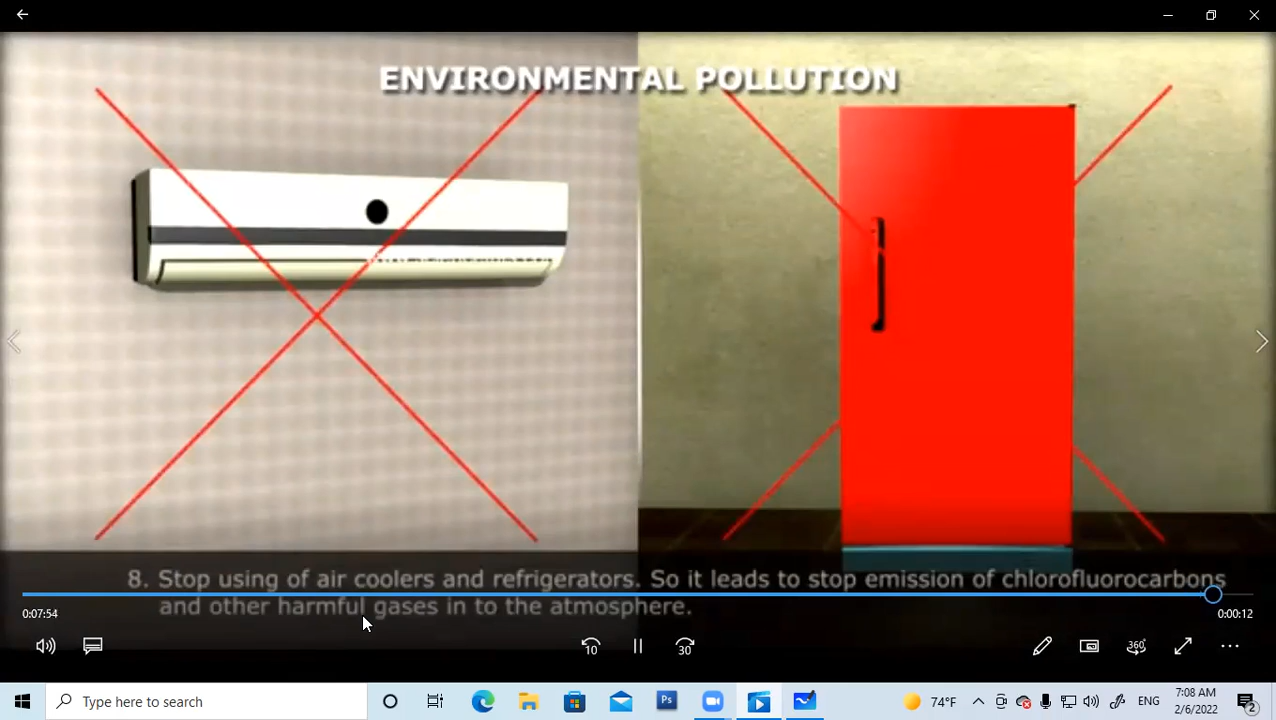 ENVIRONMENTAL POLLUTION
8. Stop using of air coolers and refrigerators. So it leads to stop emission of chlorofluorocarbons
and other harmful gases in to the atmosphere.
0:07:54
0:00:12
10
30
360°
Type here to search
Ps
74°F
ENG
7:08 AM
2/6/2022
2